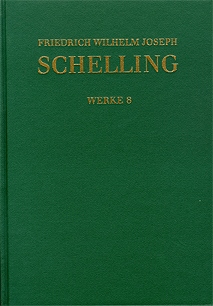 FRIEDRICH WILHELM JOSEPH
SCHELLING
WERKE 8